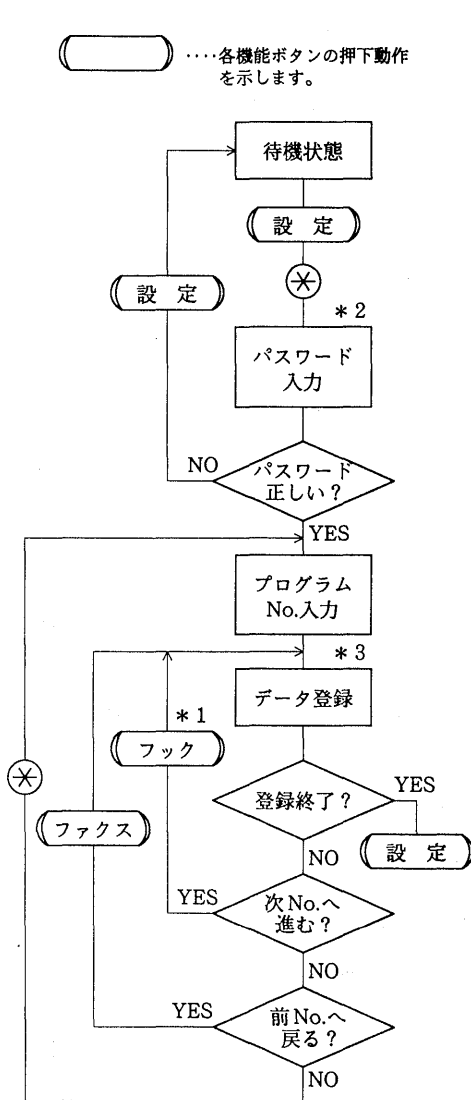 ‥‥各機能ボタンの押下動作
を示します。
待機状態
設 定
設 定
＊2
パスワード
入力
NO
パスワード
正しい？
YES
プログラム
No.入力
＊3
データ登録
＊1
フック
ファクス
登録終了？
YES
設 定
NO
YES
次No.へ
進む？
NO
YES
前No.へ
戻る？
NO